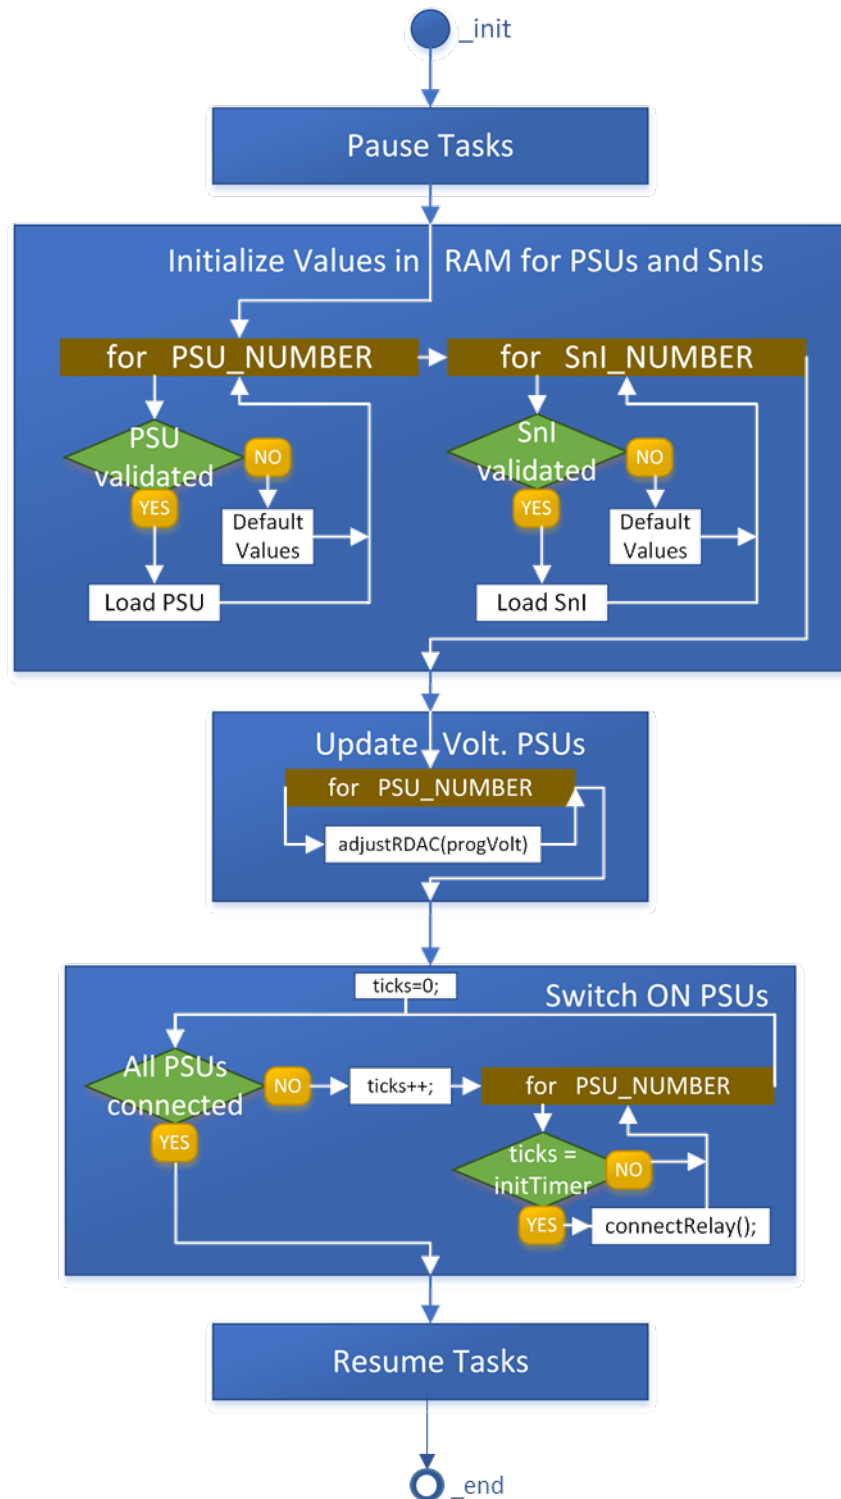 _init
Pause Tasks
Initialize Values in RAM for PSUs and SnIs
for PSU_NUMBER
for SnI_NUMBER
PSU
validated
NO
YES
Default
Values
Load PSU
SnI
validated
NO
YES
Default
Values
Load SnI
Update Volt. PSUs
for PSU_NUMBER
adjustRDAC(progVolt)
ticks=0;
Switch ON PSUs
All PSUs
connected
NO
YES
ticks++;
for PSU_NUMBER
ticks =
initTimer
NO
YES
connectRelay();
Resume Tasks
_end